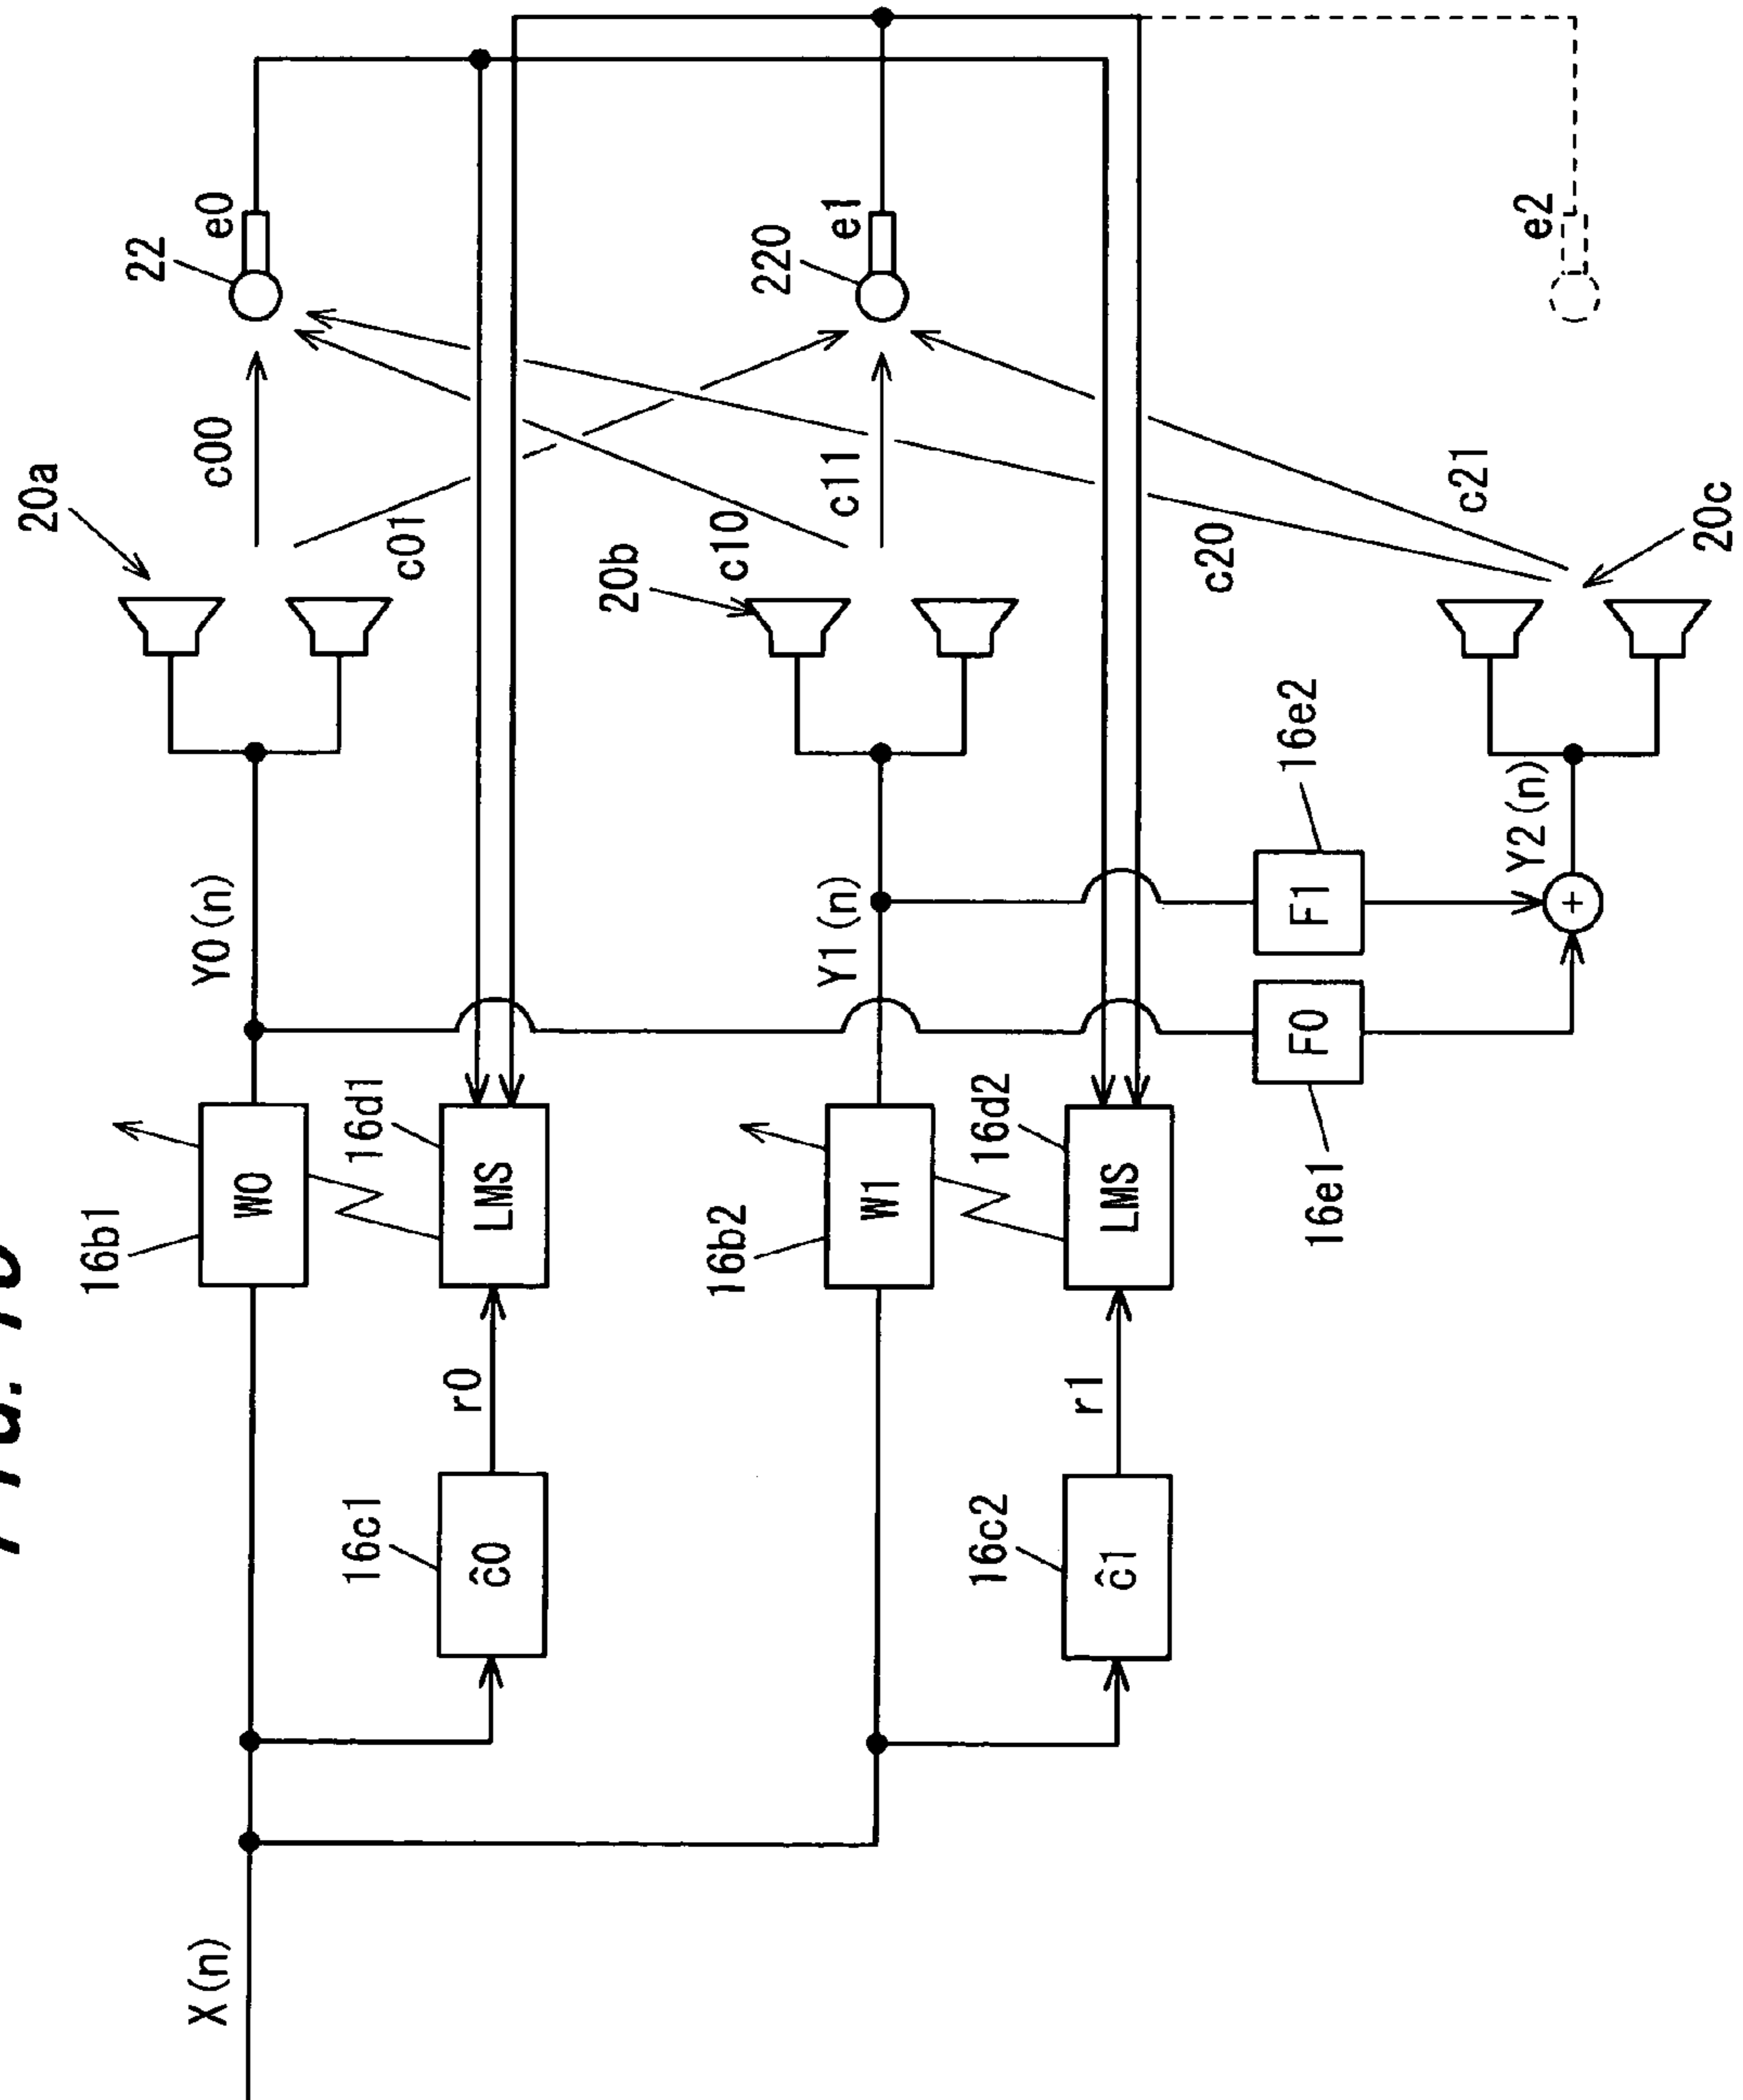 FIG.
20a
16b1
22
X(n)
Y0(n)
c00
e0
W0
16c1
16d1
c01
r0
ĉ0
LMS
20b
16b2
c10
220
Y1(n)
c11
e1
W1
16c2
16d2
r1
ĉ1
LMS
c20
16e2
F0
F1
16e1
c21
Y2(n)
e2
+
20c